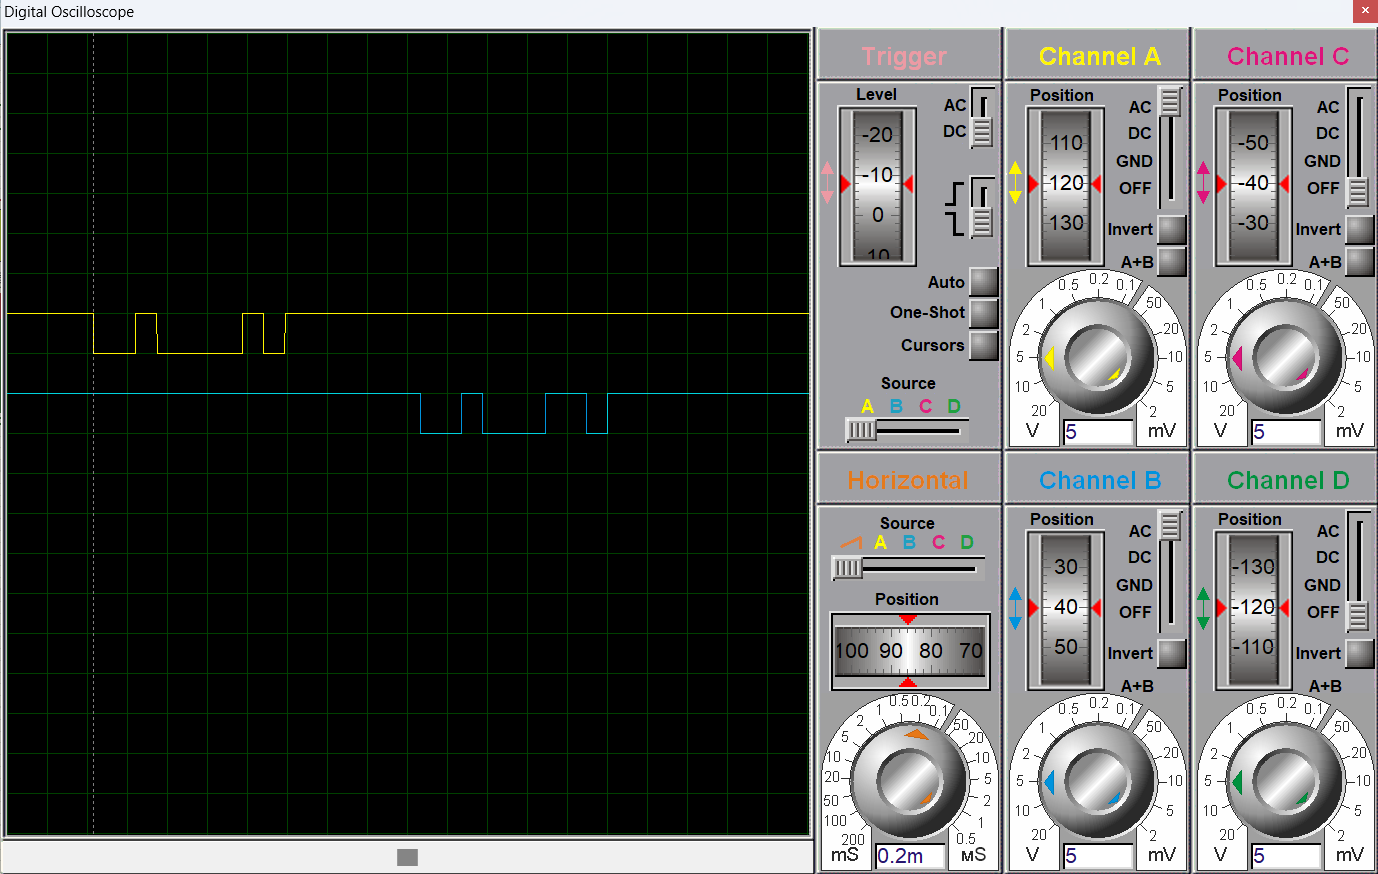 Digital Oscilloscope
Trigger
Level
-20
-10
0
10
AC
DC
Auto
One-Shot
Cursors
Source
A B C D
Channel A
Position
110
120
130
AC
DC
GND
OFF
Invert
A+B
20 10 5 2 1 0.5 0.2 0.1 50 20 10 5 2
V 5 mV
Channel C
Position
-50
-40
-30
AC
DC
GND
OFF
Invert
A+B
20 10 5 2 1 0.5 0.2 0.1 50 20 10 5 2
V 5 mV
Horizontal
Source
A B C D
Position
100 90 80 70
200 100 50 20 10 5 2 1 0.5 0.2 0.1 50 20 10 5 2 1 0.5
mS 0.2m мS
Channel B
Position
30
40
50
AC
DC
GND
OFF
Invert
A+B
20 10 5 2 1 0.5 0.2 0.1 50 20 10 5 2
V 5 mV
Channel D
Position
-130
-120
-110
AC
DC
GND
OFF
Invert
A+B
20 10 5 2 1 0.5 0.2 0.1 50 20 10 5 2
V 5 mV